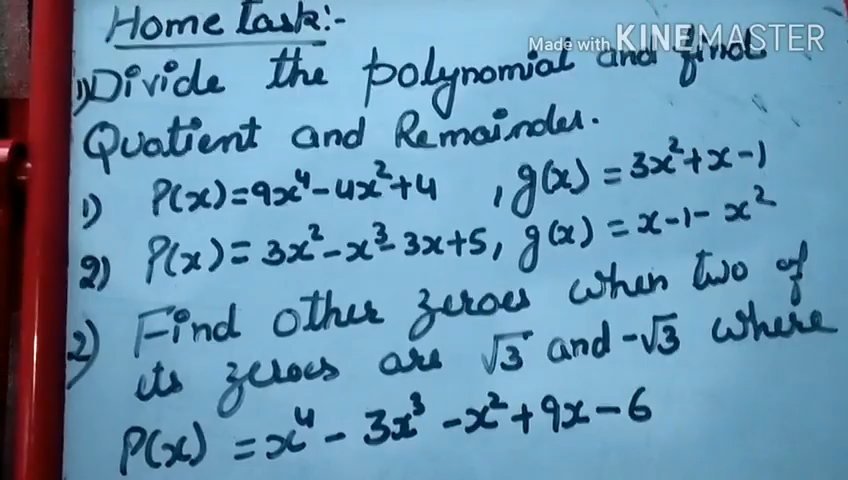 Home Task:-
Made with KINEMASTER
1) Divide the polynomial and find
Quotient and Remainder.
1) P(x)=9x⁴-4x²+4 , g(x)=3x²+x-1
2) P(x)=3x²-x³-3x+5, g(x)=x-1-x²
2) Find other zeroes when two of
its zeroes are √3 and -√3 where
P(x)=x⁴-3x³-x²+9x-6